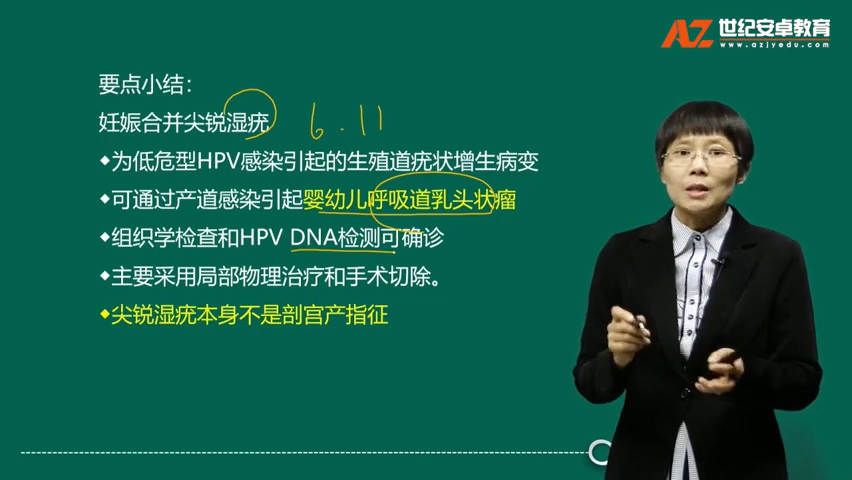 AZ 世纪安卓教育
www.azjyedu.com
要点小结：
妊娠合并尖锐湿疣 6.11
◆为低危型HPV感染引起的生殖道疣状增生病变
◆可通过产道感染引起婴幼儿呼吸道乳头状瘤
◆组织学检查和HPV DNA检测可确诊
◆主要采用局部物理治疗和手术切除。
◆尖锐湿疣本身不是剖宫产指征